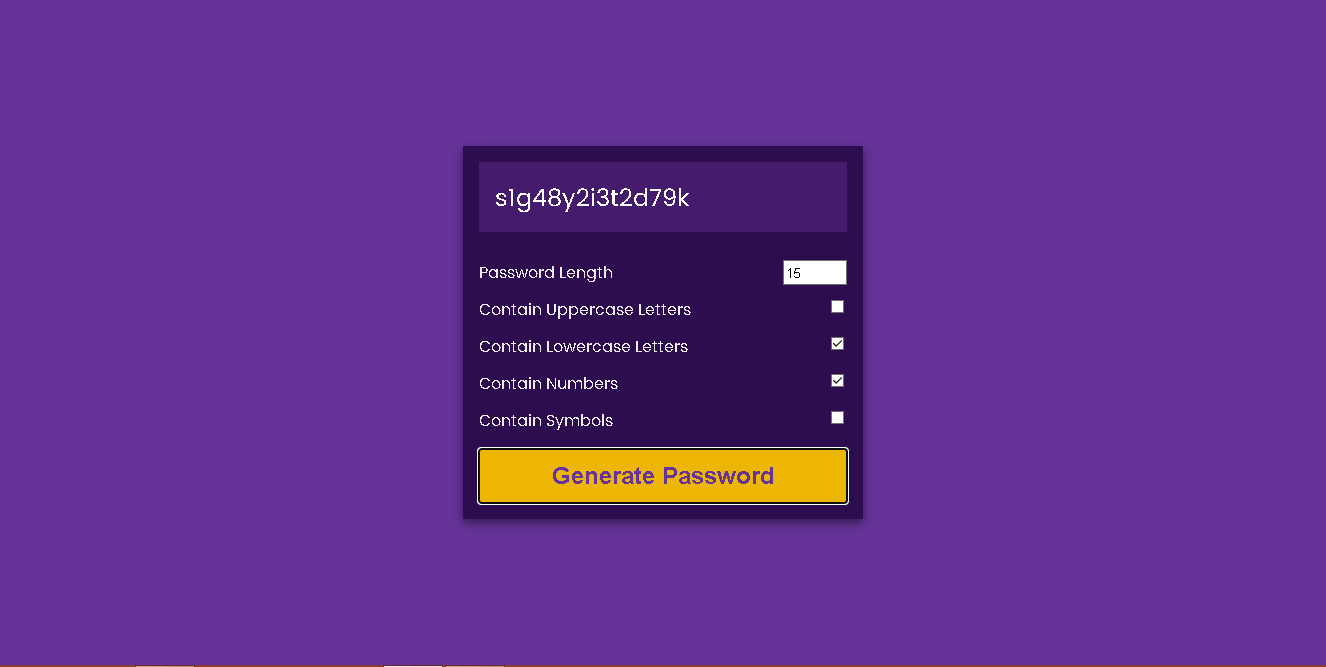 s1g48y2i3t2d79k
Password Length 15
Contain Uppercase Letters
Contain Lowercase Letters
Contain Numbers
Contain Symbols
Generate Password